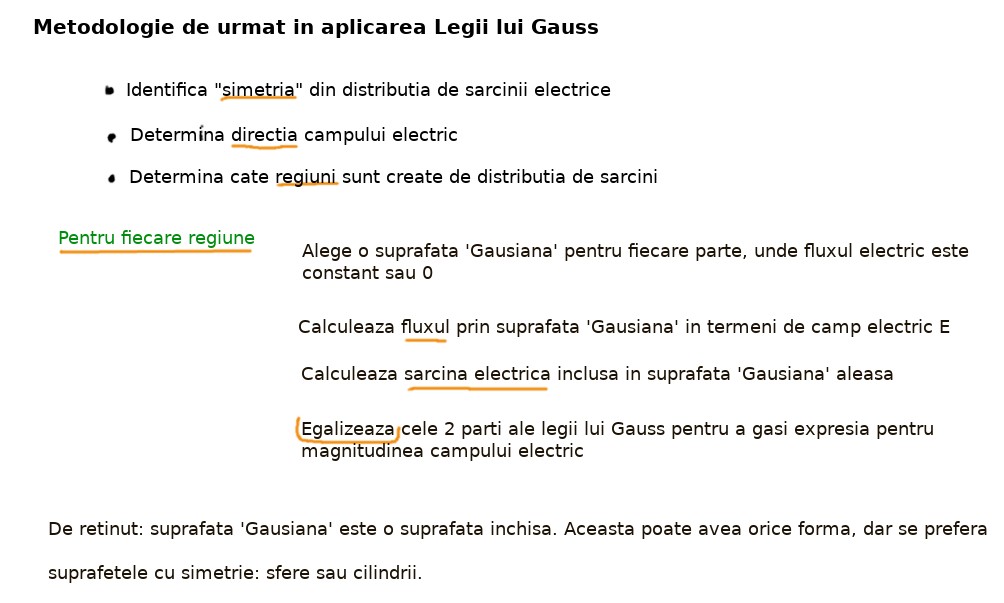 Metodologie de urmat in aplicarea Legii lui Gauss
Identifica "simetria" din distributia de sarcinii electrice
Determina directia campului electric
Determina cate regiuni sunt create de distributia de sarcini
Pentru fiecare regiune
Alege o suprafata 'Gausiana' pentru fiecare parte, unde fluxul electric este
constant sau 0
Calculeaza fluxul prin suprafata 'Gausiana' in termeni de camp electric E
Calculeaza sarcina electrica inclusa in suprafata 'Gausiana' aleasa
Egalizeaza cele 2 parti ale legii lui Gauss pentru a gasi expresia pentru
magnitudinea campului electric
De retinut: suprafata 'Gausiana' este o suprafata inchisa. Aceasta poate avea orice forma, dar se prefera
suprafetele cu simetrie: sfere sau cilindrii.